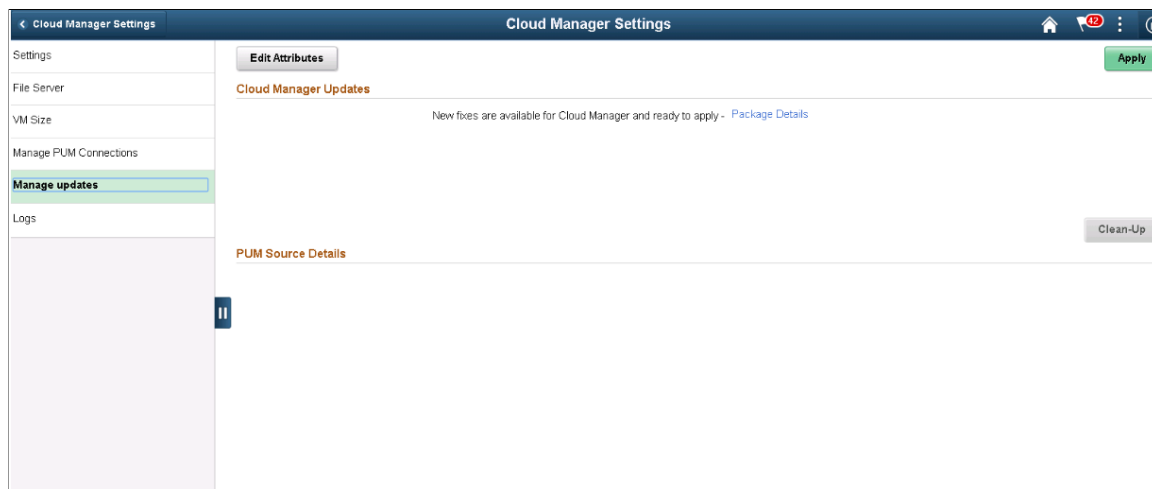 Cloud Manager Settings
Cloud Manager Settings
42
Settings
File Server
VM Size
Manage PUM Connections
Manage updates
Logs
Edit Attributes
Apply
Cloud Manager Updates
New fixes are available for Cloud Manager and ready to apply - Package Details
Clean-Up
PUM Source Details